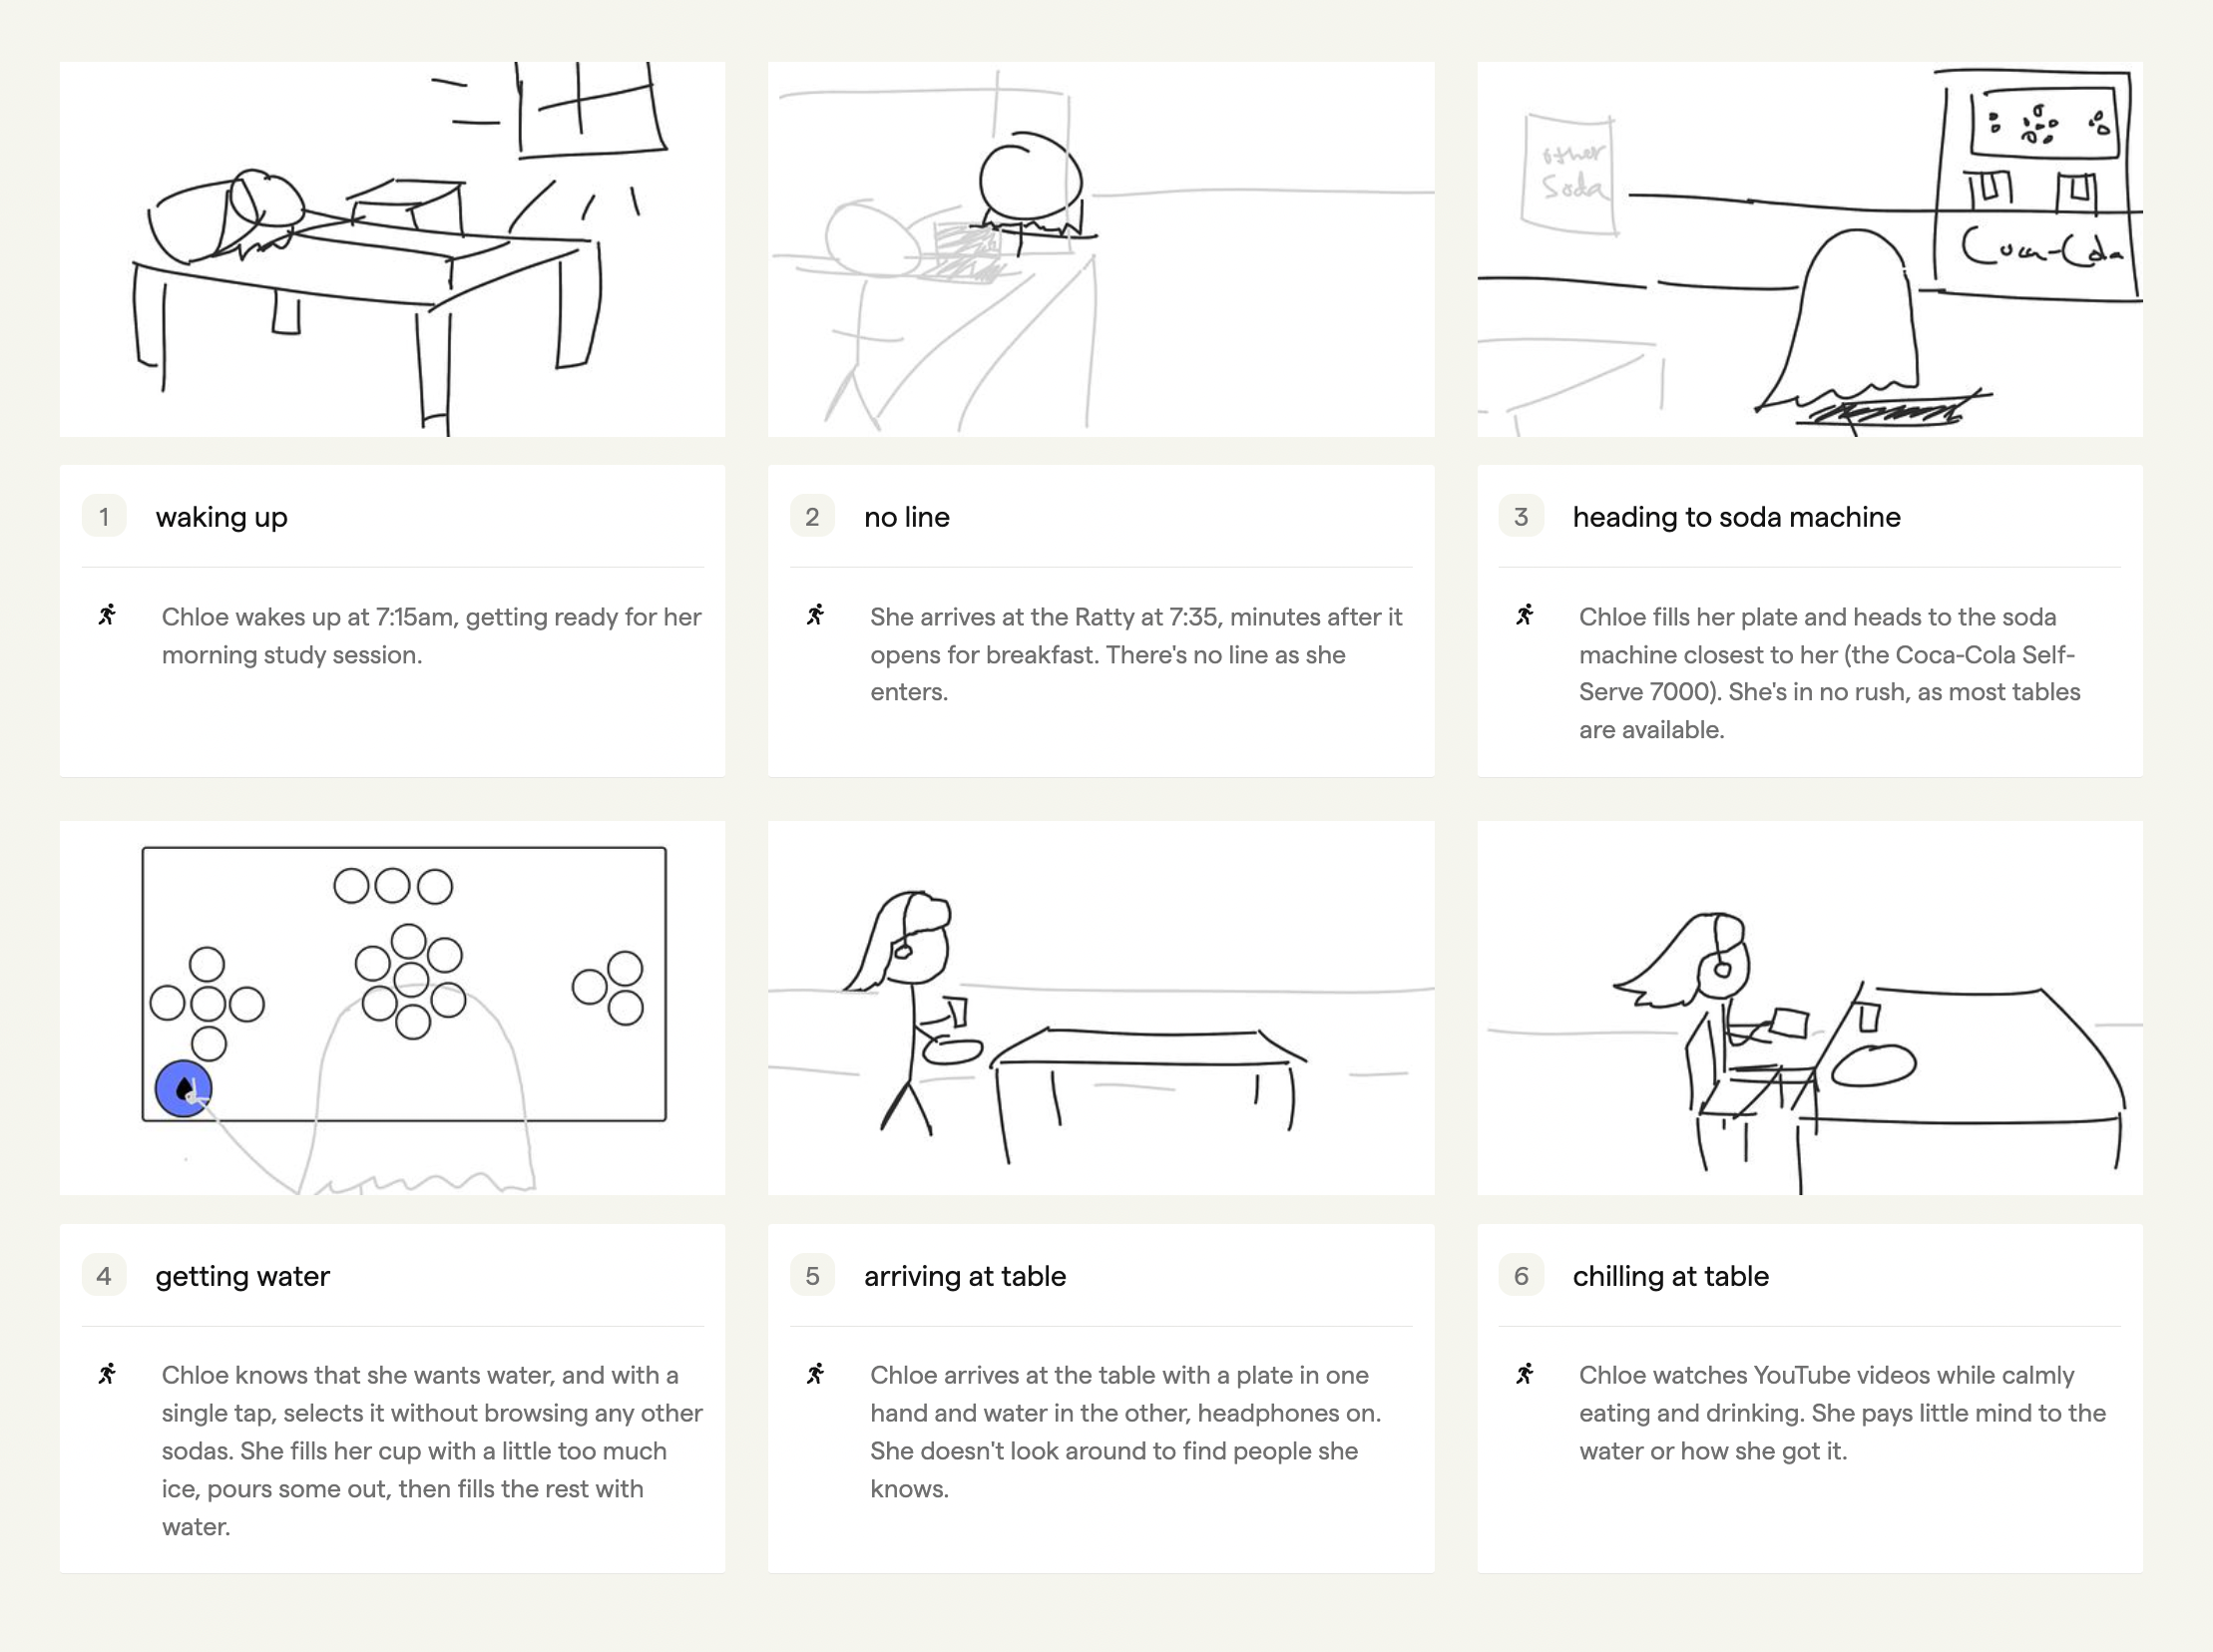 other
Soda
Coca-Cola
1 waking up
Chloe wakes up at 7:15am, getting ready for her
morning study session.
2 no line
She arrives at the Ratty at 7:35, minutes after it
opens for breakfast. There's no line as she
enters.
3 heading to soda machine
Chloe fills her plate and heads to the soda
machine closest to her (the Coca-Cola Self-
Serve 7000). She's in no rush, as most tables
are available.
4 getting water
Chloe knows that she wants water, and with a
single tap, selects it without browsing any other
sodas. She fills her cup with a little too much
ice, pours some out, then fills the rest with
water.
5 arriving at table
Chloe arrives at the table with a plate in one
hand and water in the other, headphones on.
She doesn't look around to find people she
knows.
6 chilling at table
Chloe watches YouTube videos while calmly
eating and drinking. She pays little mind to the
water or how she got it.